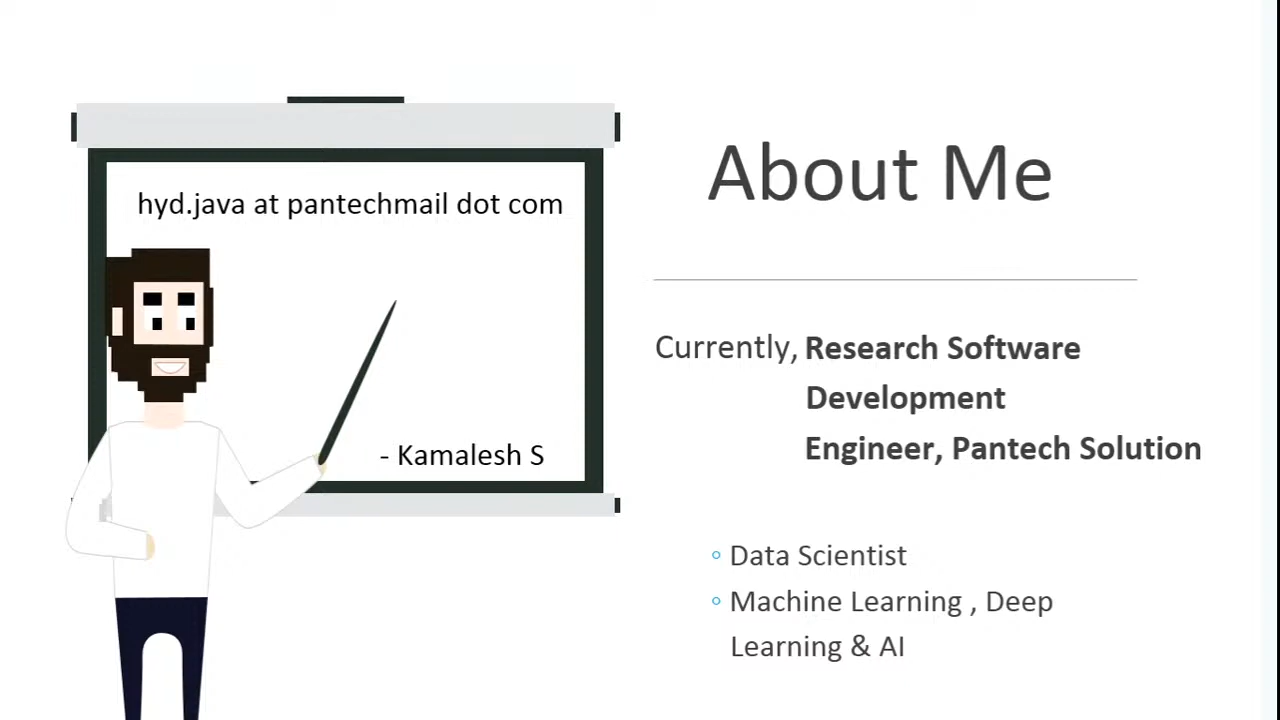 hyd.java at pantechmail dot com
- Kamalesh S
About Me
Currently, Research Software
Development
Engineer, Pantech Solution
◦ Data Scientist
◦ Machine Learning , Deep
Learning & AI